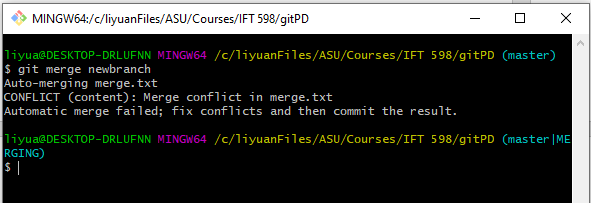 MINGW64:/c/liyuanFiles/ASU/Courses/IFT 598/gitPD
liyua@DESKTOP-DRLUFNN MINGW64 /c/liyuanFiles/ASU/Courses/IFT 598/gitPD (master)
$ git merge newbranch
Auto-merging merge.txt
CONFLICT (content): Merge conflict in merge.txt
Automatic merge failed; fix conflicts and then commit the result.
liyua@DESKTOP-DRLUFNN MINGW64 /c/liyuanFiles/ASU/Courses/IFT 598/gitPD (master|ME
RGING)
$